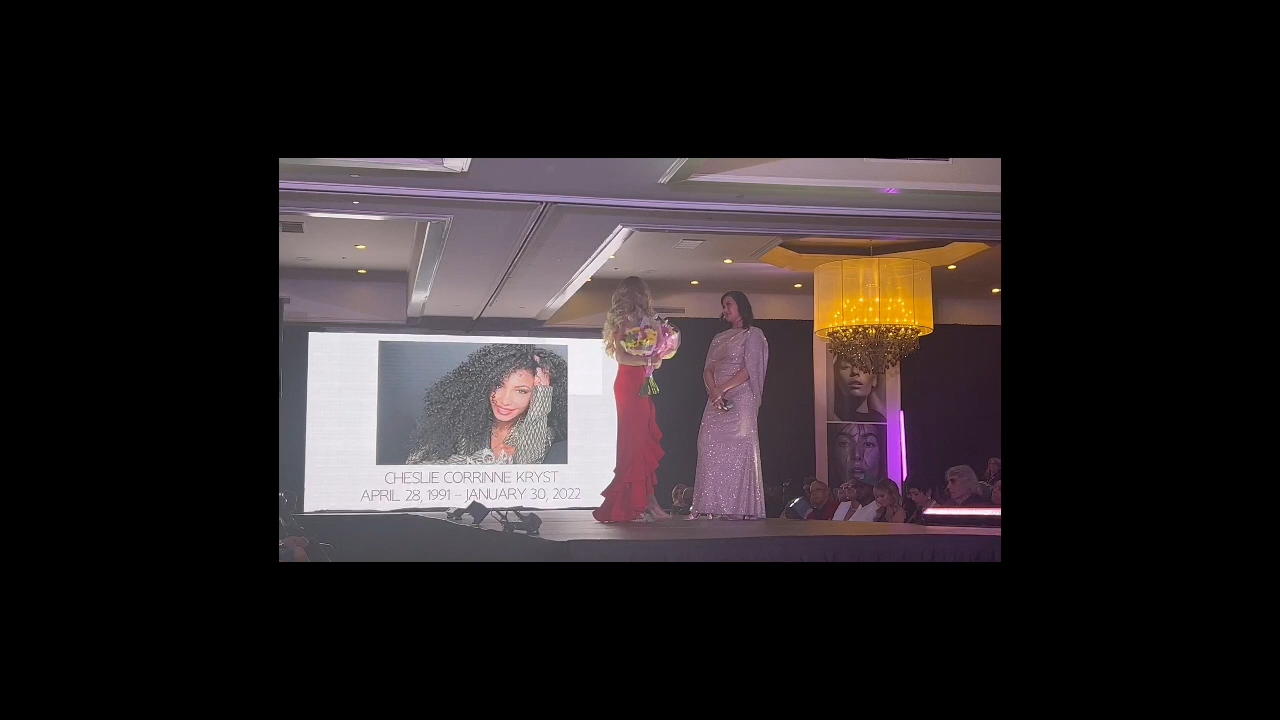 CHESLIE CORRINNE KRYST
APRIL 28, 1991 – JANUARY 30, 2022